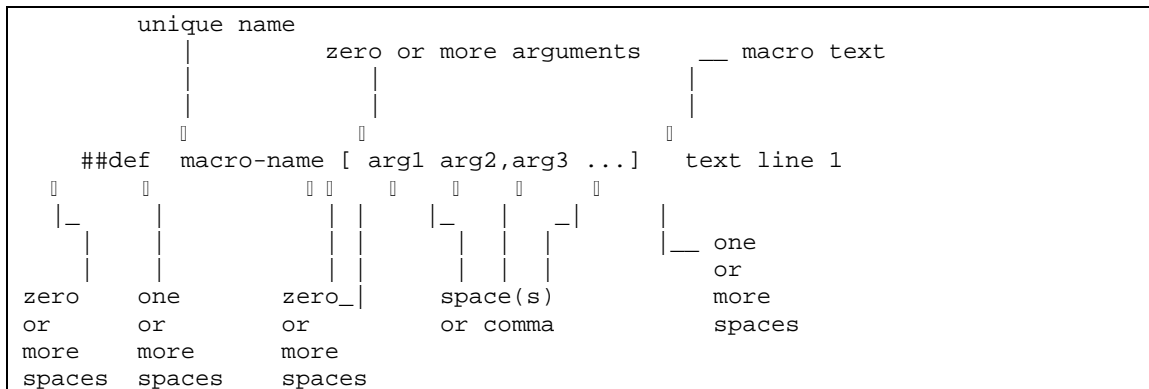 unique name
zero or more arguments __ macro text
##def macro-name [ arg1 arg2,arg3 ...] text line 1
|__ one
or
zero one zero_| space(s) more
or or or or comma spaces
more more more
spaces spaces spaces